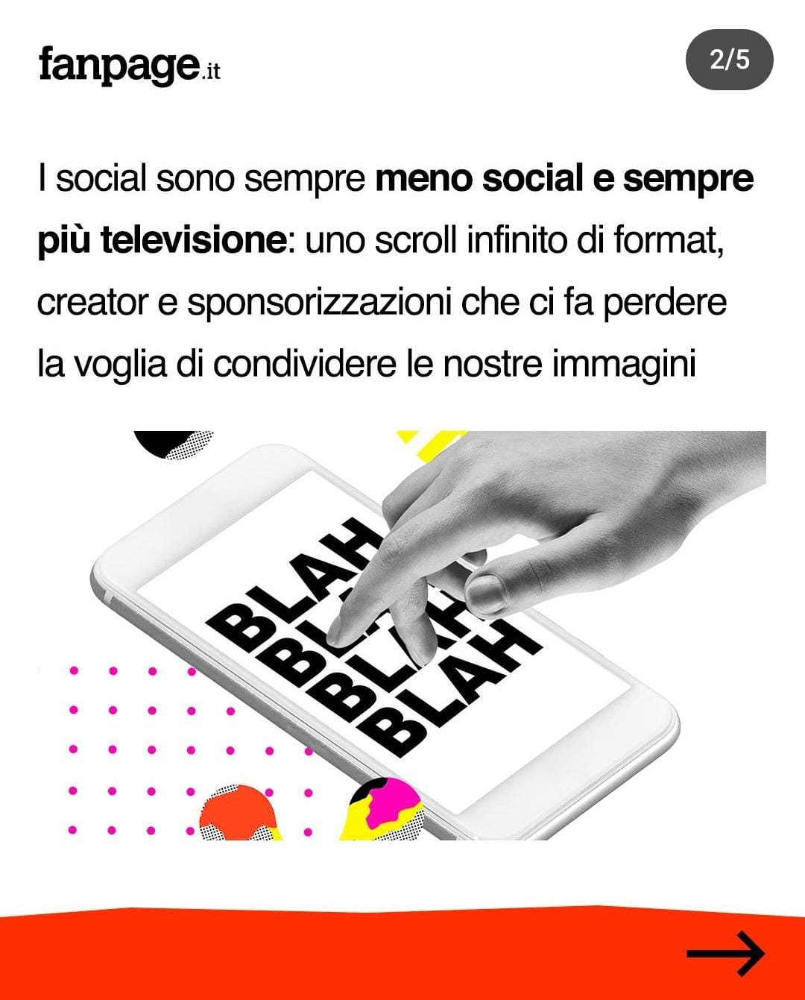 fanpage.it
2/5
I social sono sempre meno social e sempre
più televisione: uno scroll infinito di format,
creator e sponsorizzazioni che ci fa perdere
la voglia di condividere le nostre immagini
BLAH
BLAH
BLAH
BLAH